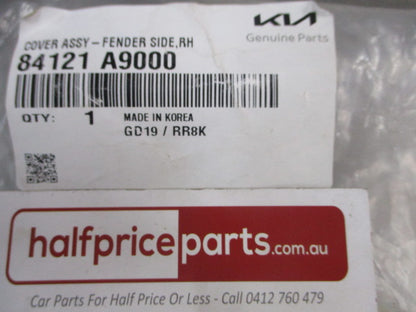 COVER ASSY-FENDER SIDE,RH
84121 A9000
KIA
Genuine Parts
QTY: 1
MADE IN KOREA
GD19 / RR8K
halfpriceparts.com.au
Car Parts For Half Price Or Less - Call 0412 760 479